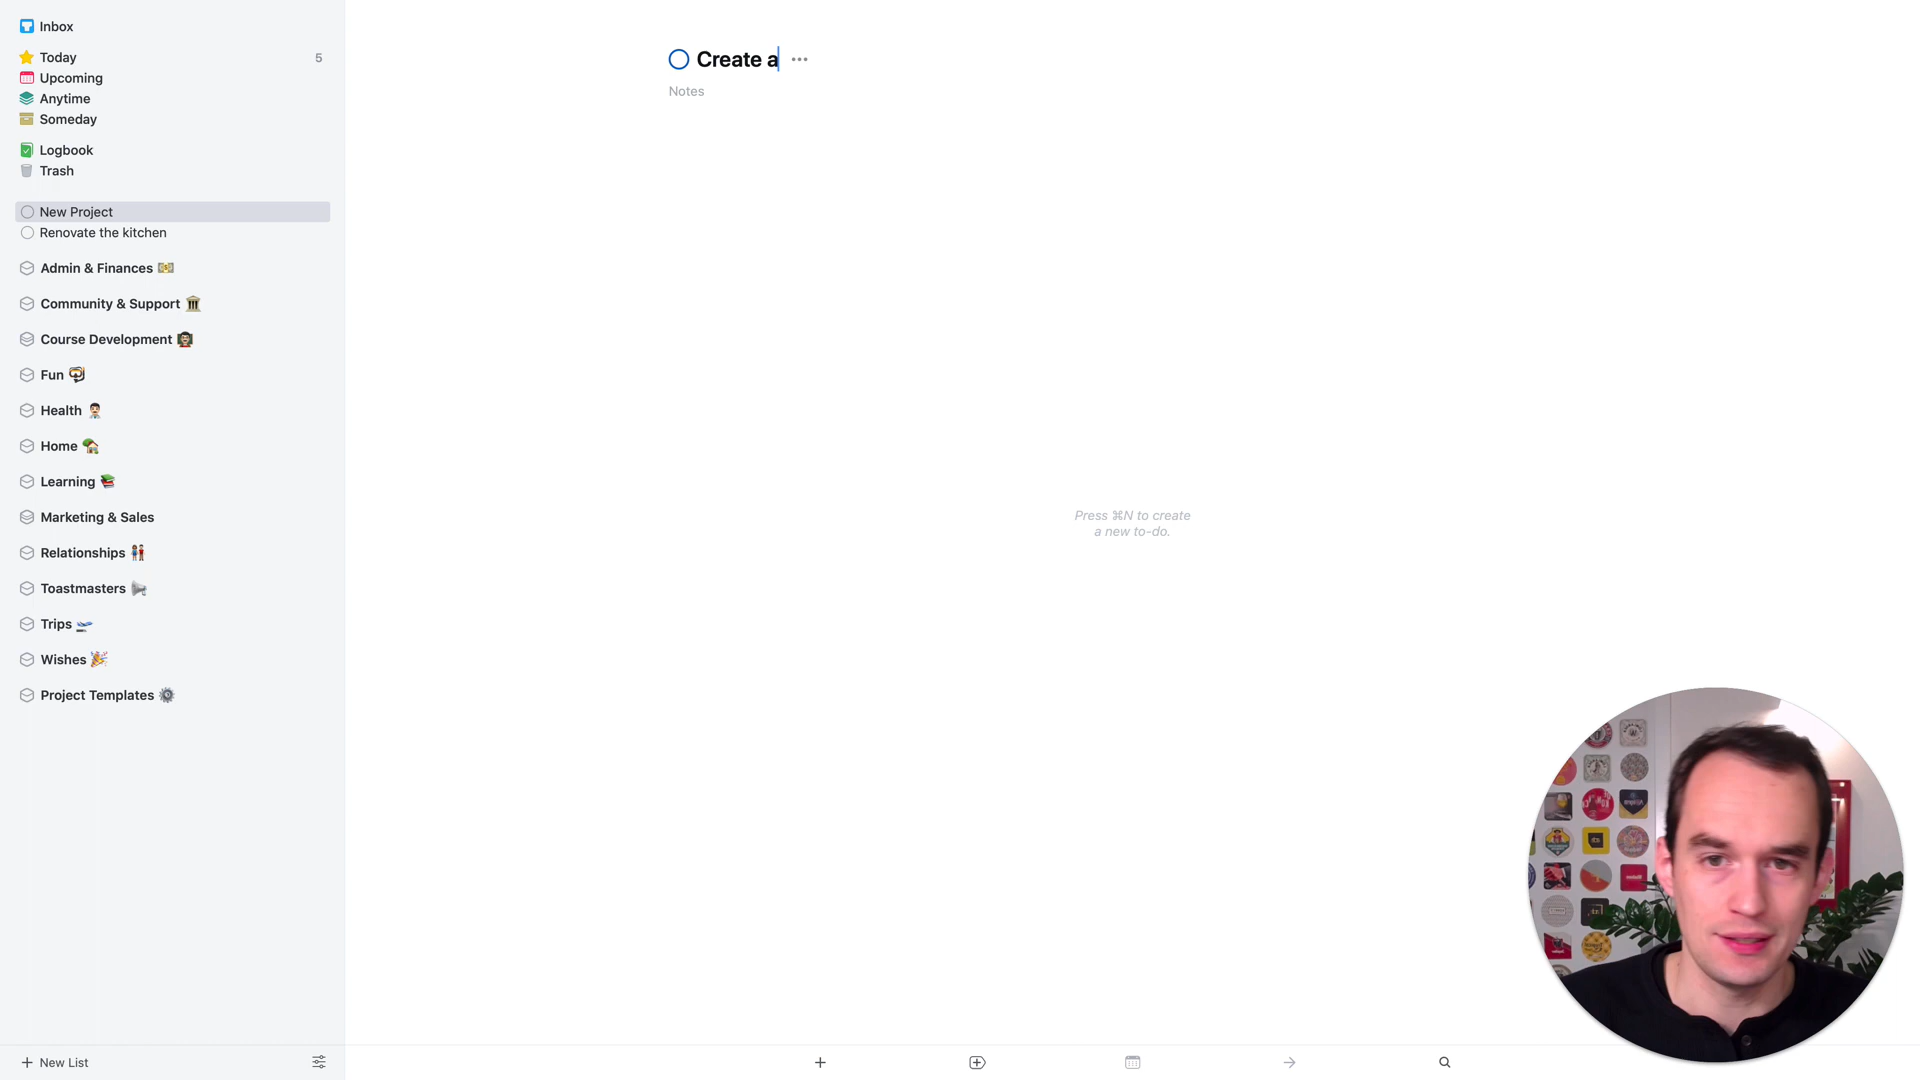 Inbox
Today 5
Upcoming
Anytime
Someday
Logbook
Trash
New Project
Renovate the kitchen
Admin & Finances
Community & Support
Course Development
Fun
Health
Home
Learning
Marketing & Sales
Relationships
Toastmasters
Trips
Wishes
Project Templates
New List
Create a
Notes
Press ⌘N to create
a new to-do.